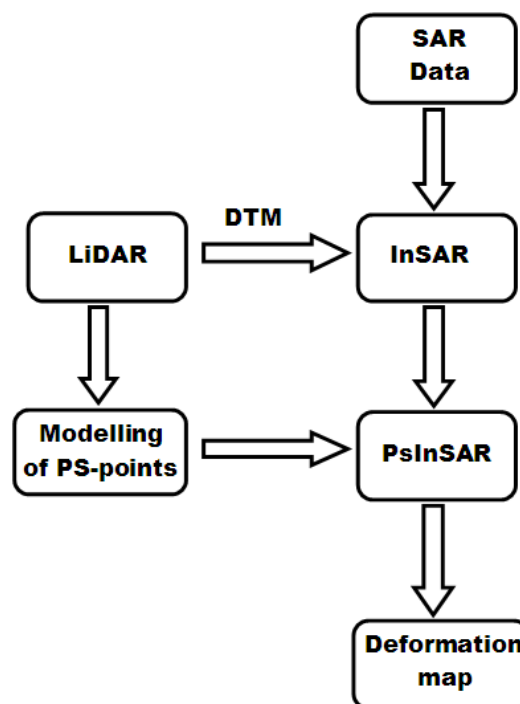 SAR
Data
DTM
LiDAR
InSAR
Modelling
of PS-points
PsInSAR
Deformation
map